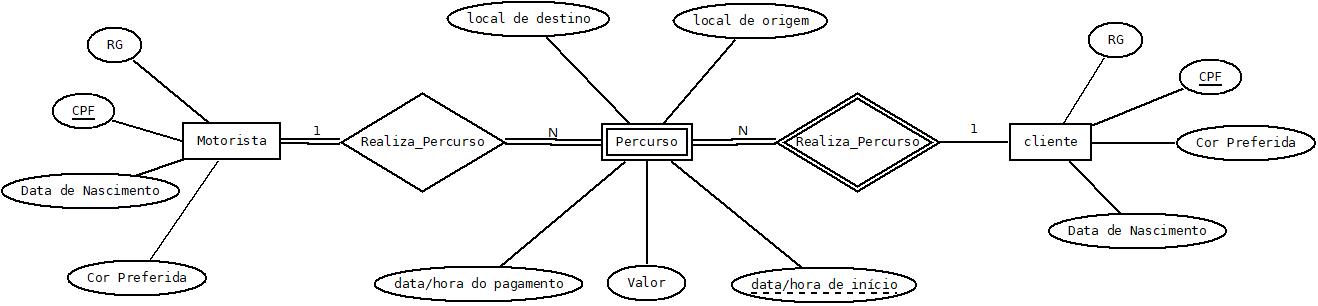 local de destino
local de origem
RG
RG
CPF
CPF
Motorista
1
Realiza_Percurso
N
Percurso
N
Realiza_Percurso
1
cliente
Cor Preferida
Data de Nascimento
Data de Nascimento
Cor Preferida
data/hora do pagamento
Valor
data/hora de início